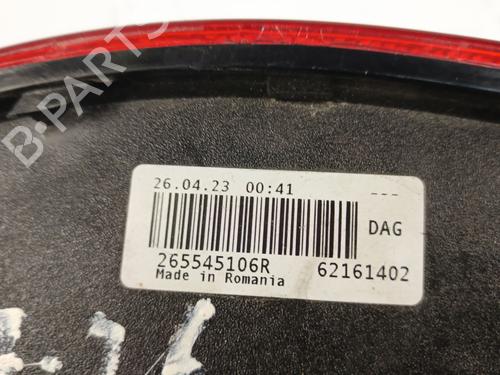 B-PARTS
26.04.23 00:41 ---
DAG
265545106R 62161402
Made in Romania